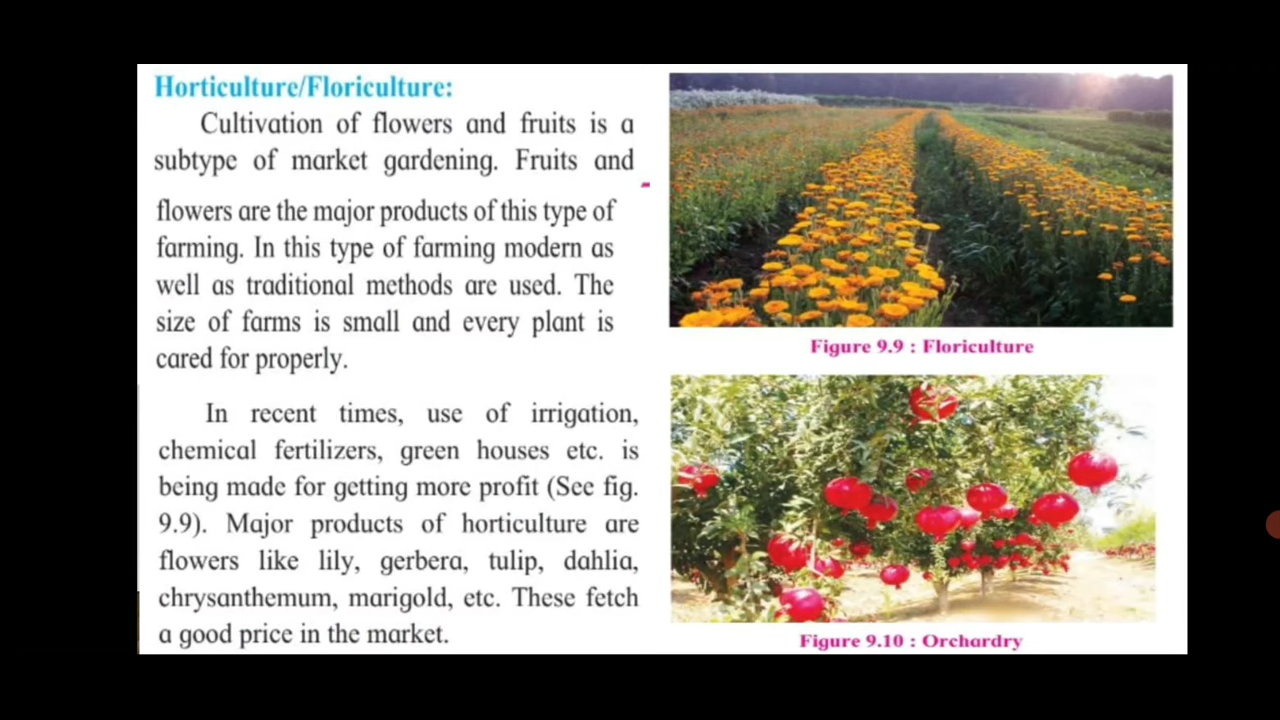 Horticulture/Floriculture:
Cultivation of flowers and fruits is a
subtype of market gardening. Fruits and
flowers are the major products of this type of
farming. In this type of farming modern as
well as traditional methods are used. The
size of farms is small and every plant is
cared for properly.
In recent times, use of irrigation,
chemical fertilizers, green houses etc. is
being made for getting more profit (See fig.
9.9). Major products of horticulture are
flowers like lily, gerbera, tulip, dahlia,
chrysanthemum, marigold, etc. These fetch
a good price in the market.
Figure 9.9 : Floriculture
Figure 9.10 : Orchardry